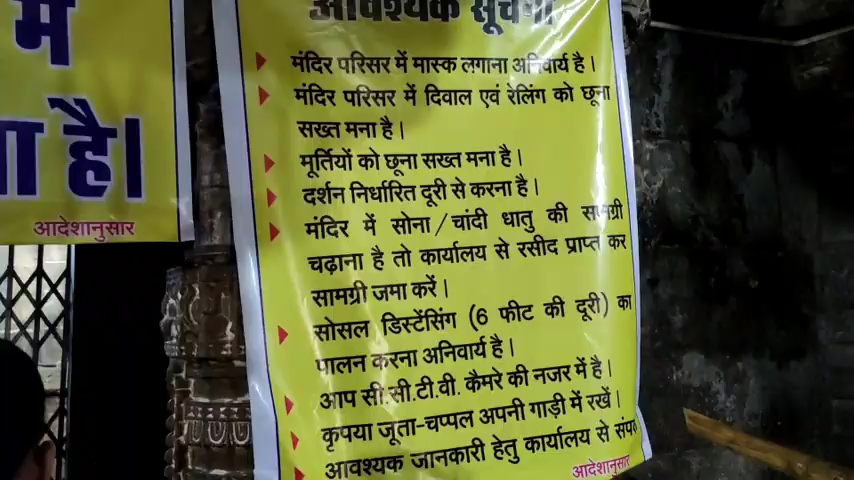 में
है।
आदेशानुसार
आवश्यक सूचना
मंदिर परिसर में मास्क लगाना अनिवार्य है।
मंदिर परिसर में दिवाल एवं रेलिंग को छूना
सख्त मना है।
मूर्तियों को छूना सख्त मना है।
दर्शन निर्धारित दूरी से करना है।
मंदिर में सोना/चांदी धातु की सामग्री
चढ़ाना है तो कार्यालय से रसीद प्राप्त कर
सामग्री जमा करें।
सोसल डिस्टेंसिंग (6 फीट की दूरी) का
पालन करना अनिवार्य है।
आप सी.सी.टी.वी. कैमरे की नजर में है।
कृपया जूता-चप्पल अपनी गाड़ी में रखें।
आवश्यक जानकारी हेतु कार्यालय से
आदेशानुसार